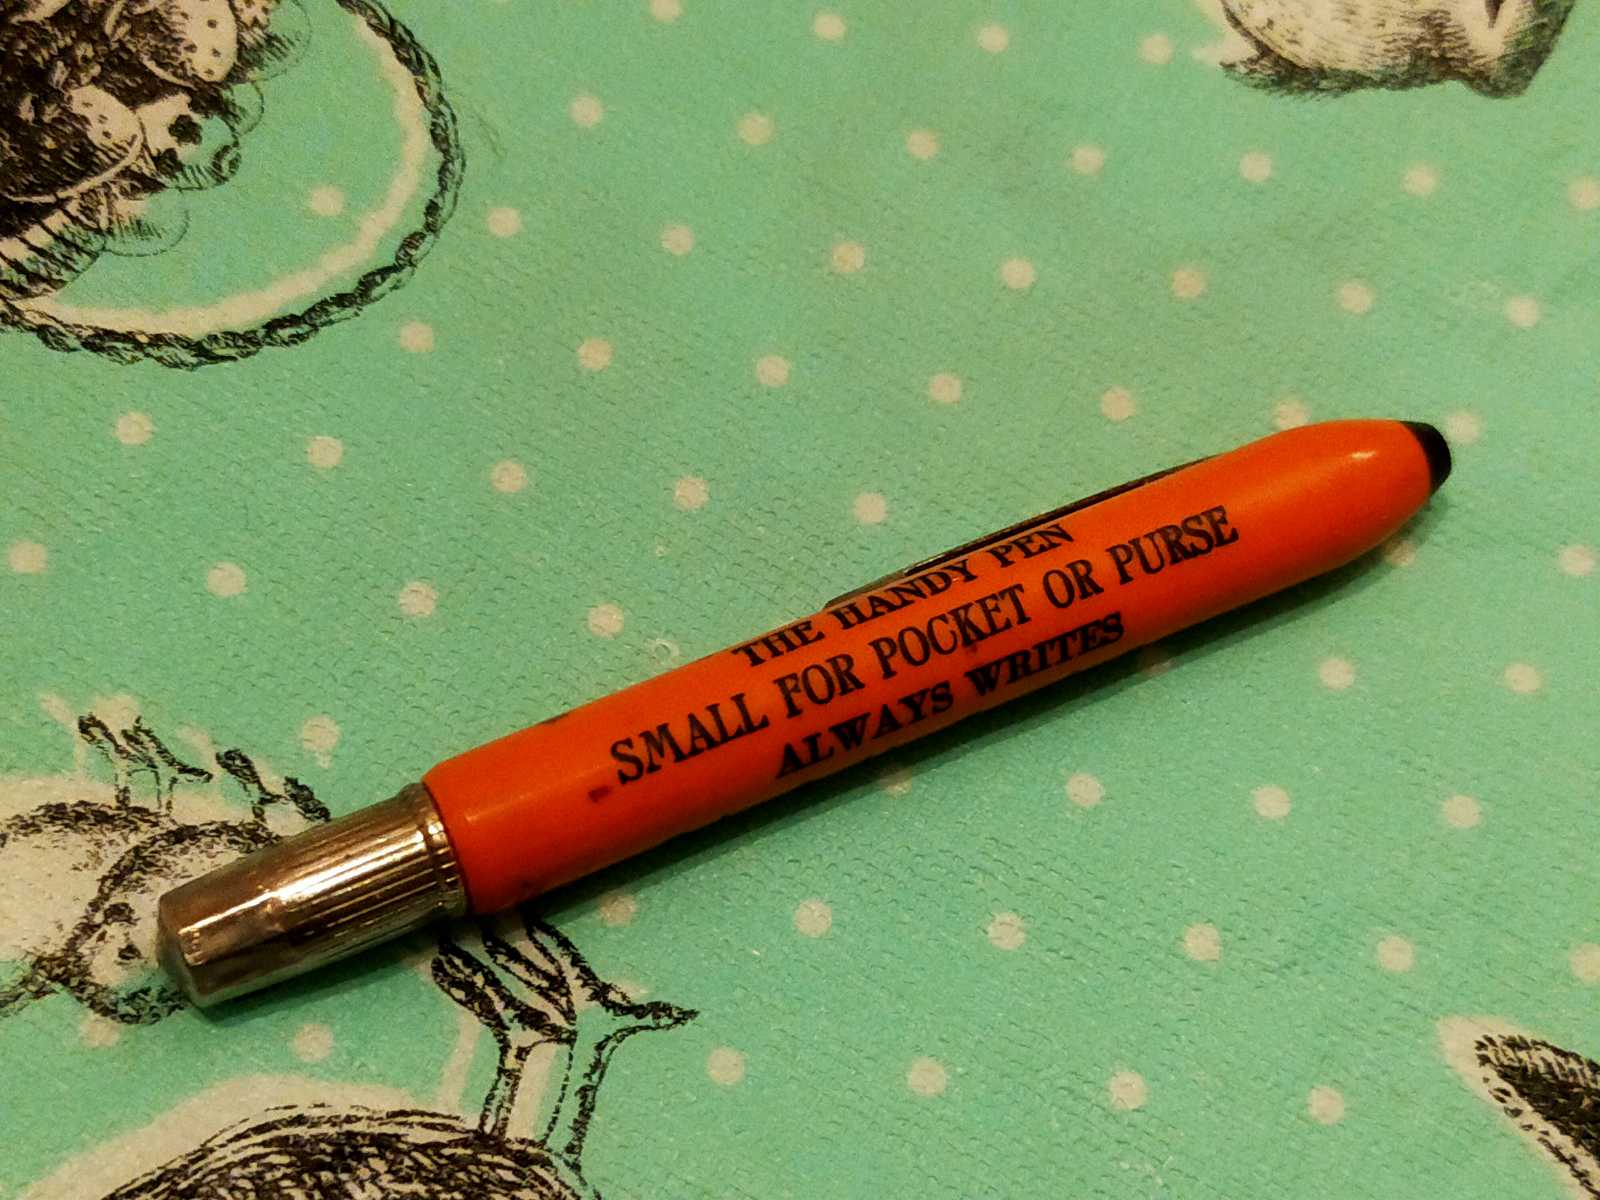 THE HANDY PEN
SMALL FOR POCKET OR PURSE
ALWAYS WRITES